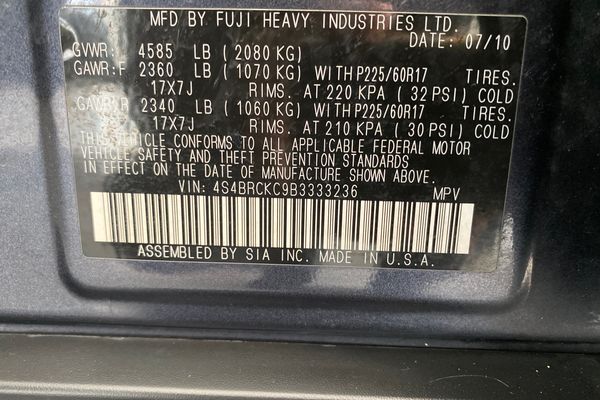 MFD BY FUJI HEAVY INDUSTRIES LTD.
DATE: 07/10
GVWR: 4585 LB (2080 KG)
GAWR:F 2360 LB (1070 KG) WITH P225/60R17 TIRES.
17X7J RIMS. AT 220 KPA (32 PSI) COLD
GAWR:R 2340 LB (1060 KG) WITH P225/60R17 TIRES.
17X7J RIMS. AT 210 KPA (30 PSI) COLD
THIS VEHICLE CONFORMS TO ALL APPLICABLE FEDERAL MOTOR
VEHICLE SAFETY AND THEFT PREVENTION STANDARDS
IN EFFECT ON THE DATE OF MANUFACTURE SHOWN ABOVE.
VIN: 4S4BRCKC9B3333236 MPV
ASSEMBLED BY SIA INC. MADE IN U.S.A.